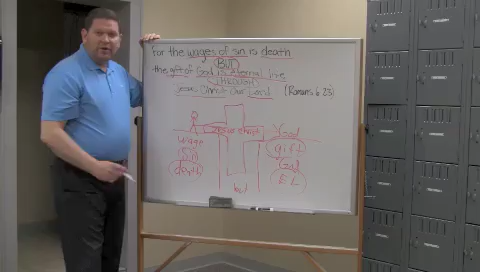 For the wages of sin is death
BUT
the gift of God is eternal life
through
Jesus Christ Our Lord (Romans 6:23)
Jesus Christ
wages
God
sin
gift
God
death
E L
but